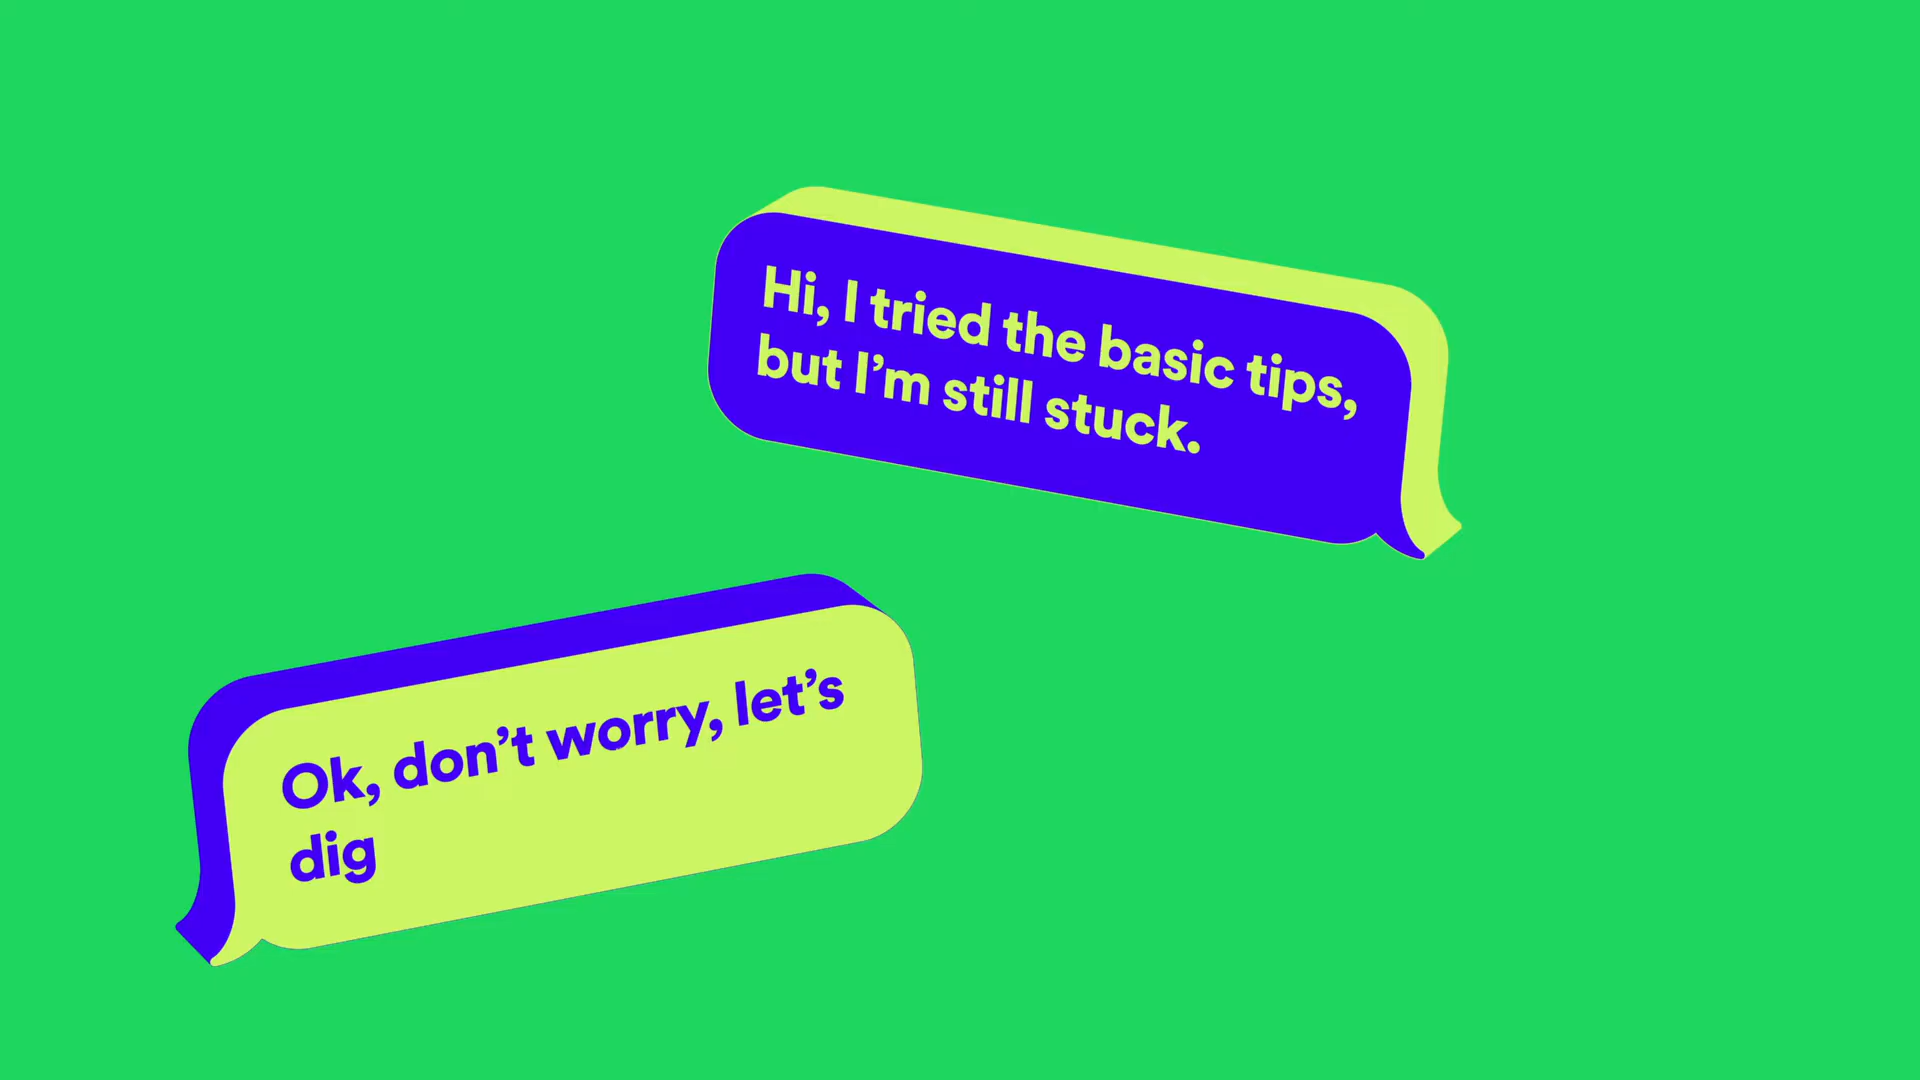 Hi, I tried the basic tips,
but I’m still stuck.
Ok, don’t worry, let’s
dig